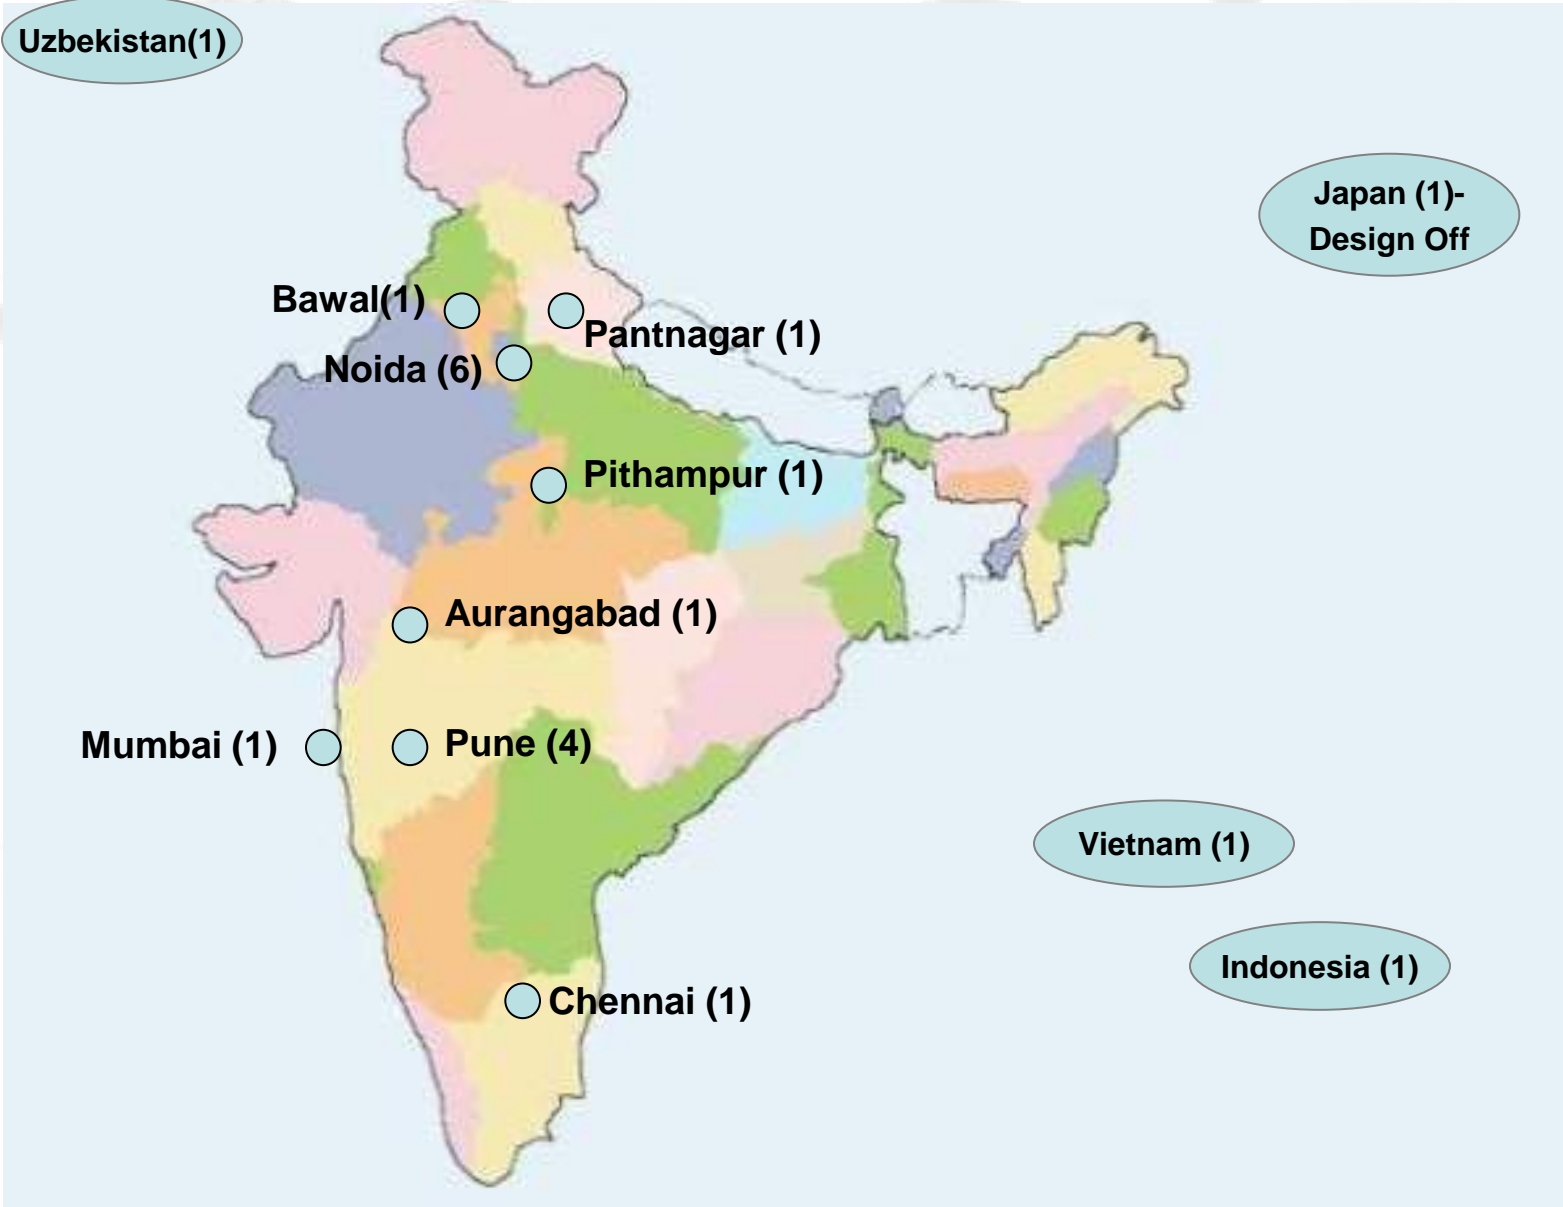 Uzbekistan(1)
Japan (1)-
Design Off
Bawal(1)
Pantnagar (1)
Noida (6)
Pithampur (1)
Aurangabad (1)
Mumbai (1)
Pune (4)
Vietnam (1)
Indonesia (1)
Chennai (1)